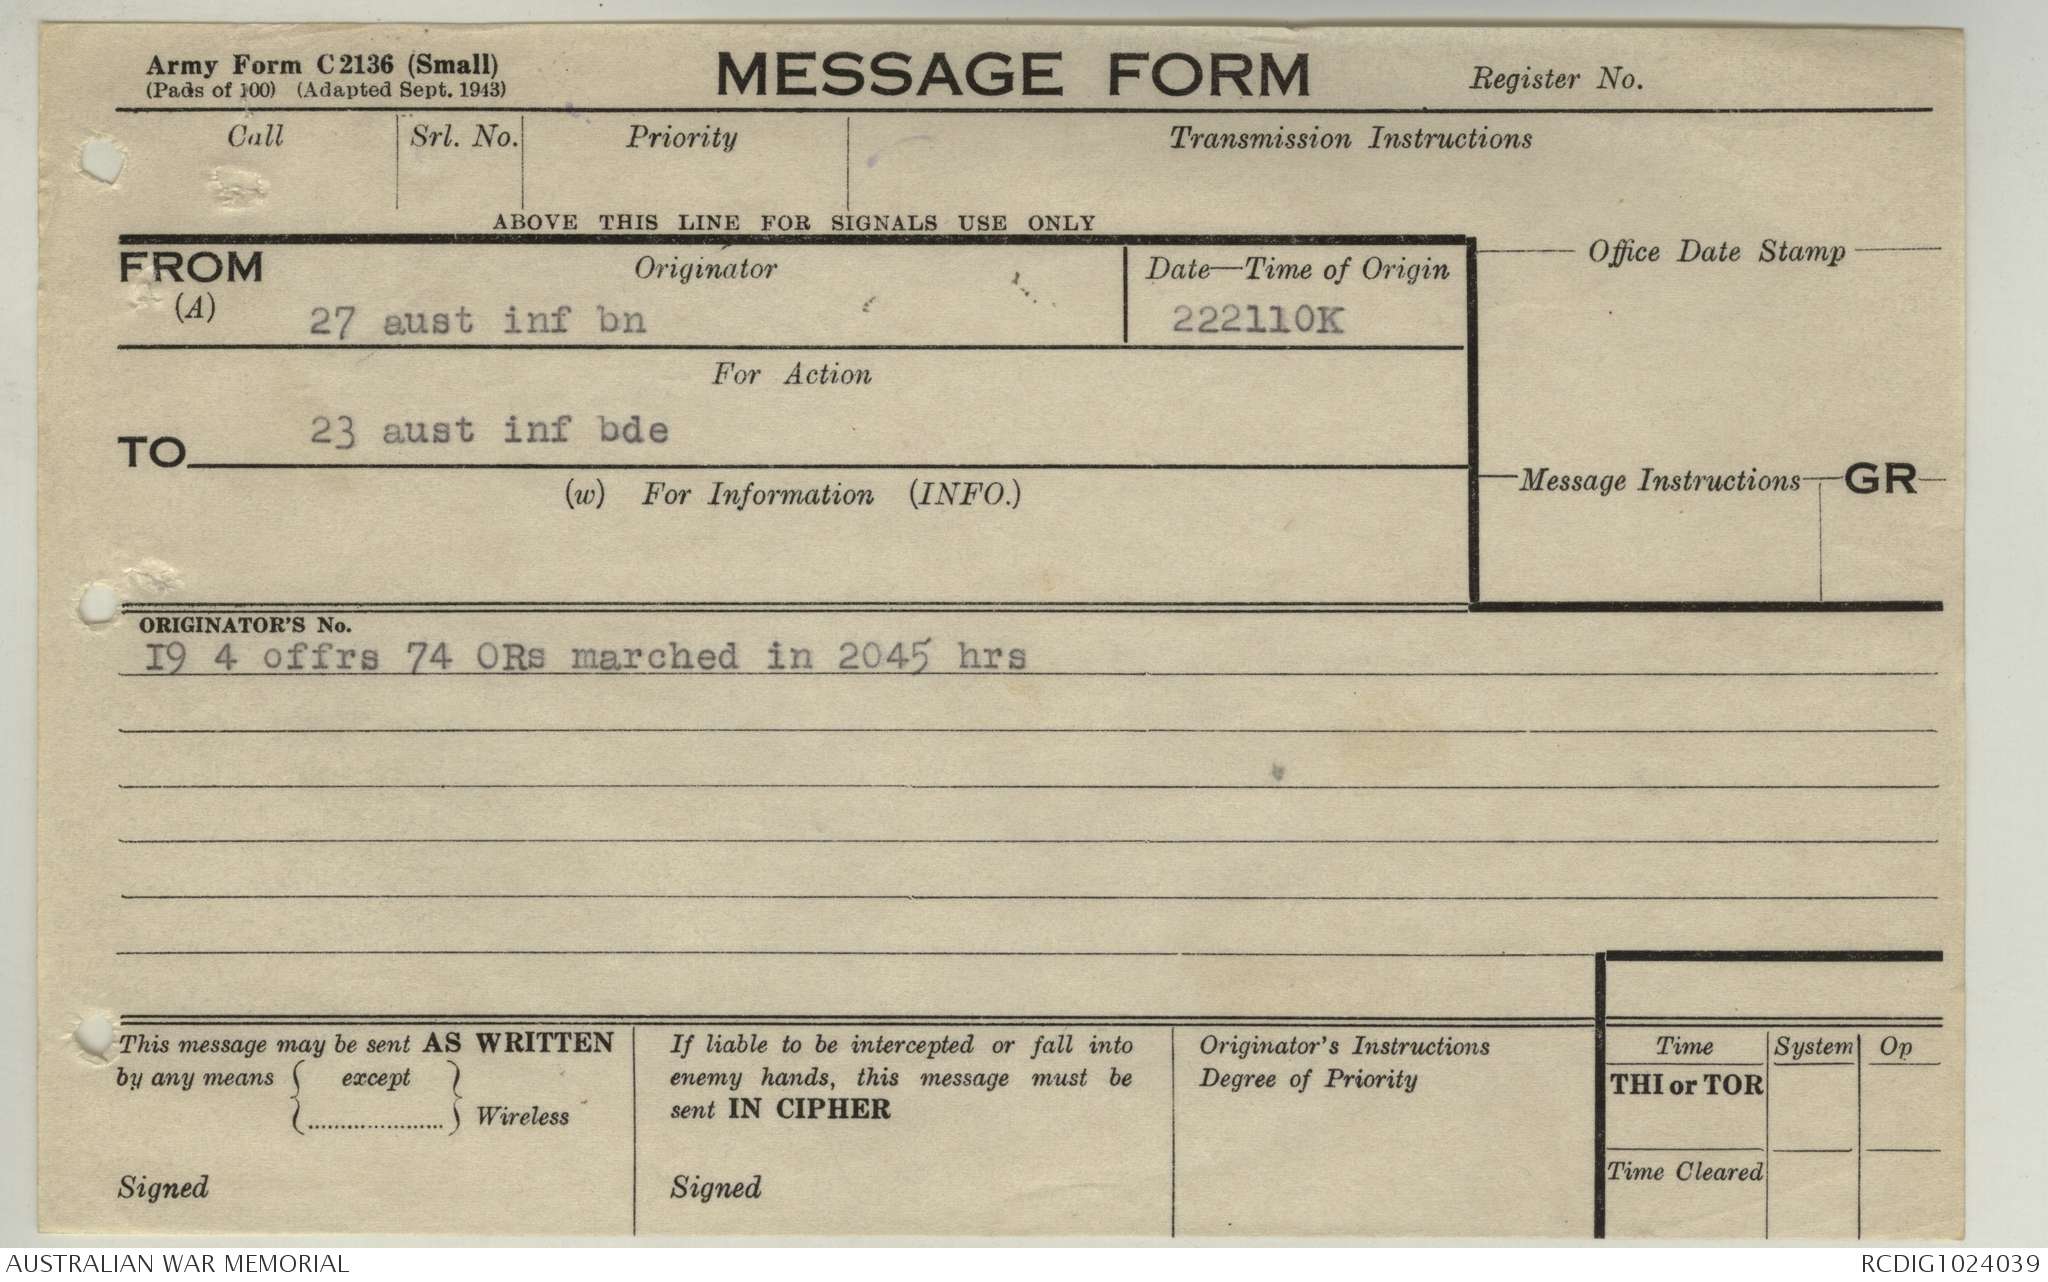 Army Form C2136 (Small)
(Pads of 100) (Adapted Sept. 1943)
MESSAGE FORM
Register No.
Call
Srl. No.
Priority
Transmission Instructions
ABOVE THIS LINE FOR SIGNALS USE ONLY
FROM
(A)
Originator
27 aust inf bn
Date—Time of Origin
222110K
Office Date Stamp
For Action
TO
23 aust inf bde
(w) For Information (INFO.)
Message Instructions
GR
ORIGINATOR'S No.
I9 4 offrs 74 ORs marched in 2045 hrs
This message may be sent AS WRITTEN
by any means { except
.....................} Wireless
Signed
If liable to be intercepted or fall into
enemy hands, this message must be
sent IN CIPHER
Signed
Originator's Instructions
Degree of Priority
Time
System
Op
THI or TOR
Time Cleared
AUSTRALIAN WAR MEMORIAL
RCDIG1024039